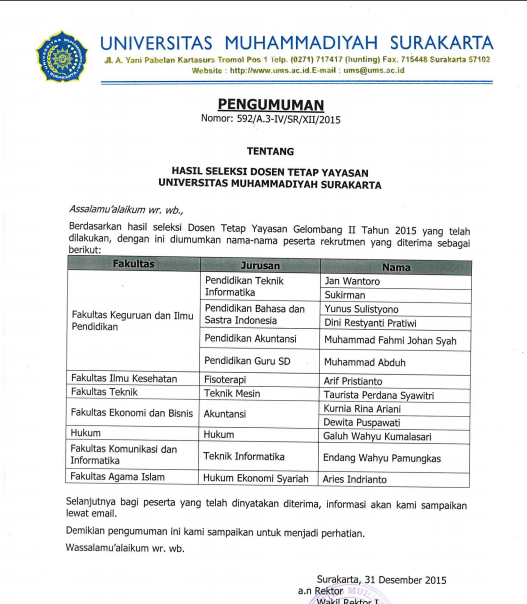 UNIVERSITAS MUHAMMADIYAH SURAKARTA
Jl. A. Yani Pabelan Kartasura Tromol Pos 1 Telp. (0271) 717417 (hunting) Fax. 715448 Surakarta 57102
Website : http://www.ums.ac.id E-mail : ums@ums.ac.id
PENGUMUMAN
Nomor: 592/A.3-IV/SR/XII/2015
TENTANG
HASIL SELEKSI DOSEN TETAP YAYASAN
UNIVERSITAS MUHAMMADIYAH SURAKARTA
Assalamu'alaikum wr. wb.,
Berdasarkan hasil seleksi Dosen Tetap Yayasan Gelombang II Tahun 2015 yang telah
dilakukan, dengan ini diumumkan nama-nama peserta rekrutmen yang diterima sebagai
berikut:
Fakultas Jurusan Nama
Fakultas Keguruan dan Ilmu
Pendidikan
Pendidikan Teknik
Informatika
Jan Wantoro
Sukirman
Pendidikan Bahasa dan
Sastra Indonesia
Yunus Sulistyono
Dini Restyanti Pratiwi
Pendidikan Akuntansi Muhammad Fahmi Johan Syah
Pendidikan Guru SD Muhammad Abduh
Fakultas Ilmu Kesehatan Fisoterapi Arif Pristianto
Fakultas Teknik Teknik Mesin Taurista Perdana Syawitri
Fakultas Ekonomi dan Bisnis Akuntansi
Kurnia Rina Ariani
Dewita Puspawati
Hukum Hukum Galuh Wahyu Kumalasari
Fakultas Komunikasi dan
Informatika
Teknik Informatika Endang Wahyu Pamungkas
Fakultas Agama Islam Hukum Ekonomi Syariah Aries Indrianto
Selanjutnya bagi peserta yang telah dinyatakan diterima, informasi akan kami sampaikan
lewat email.
Demikian pengumuman ini kami sampaikan untuk menjadi perhatian.
Wassalamu'alaikum wr. wb.
Surakarta, 31 Desember 2015
a.n Rektor
Wakil Rektor I